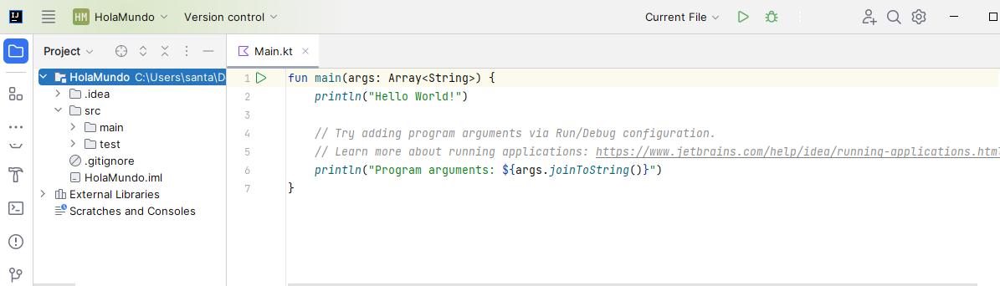 IJ
HM HolaMundo Version control Current File
Project
Main.kt
HolaMundo C:\Users\santa\D
.idea
src
main
test
.gitignore
HolaMundo.iml
External Libraries
Scratches and Consoles
1 fun main(args: Array<String>) {
2 println("Hello World!")
3
4 // Try adding program arguments via Run/Debug configuration.
5 // Learn more about running applications: https://www.jetbrains.com/help/idea/running-applications.html
6 println("Program arguments: ${args.joinToString()}")
7 }